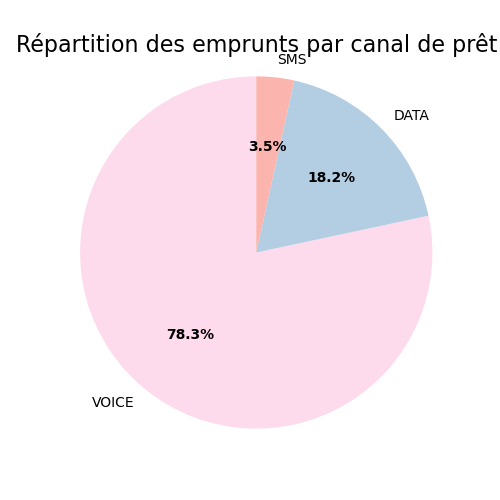 Répartition des emprunts par canal de prêt
SMS
DATA
3.5%
18.2%
78.3%
VOICE